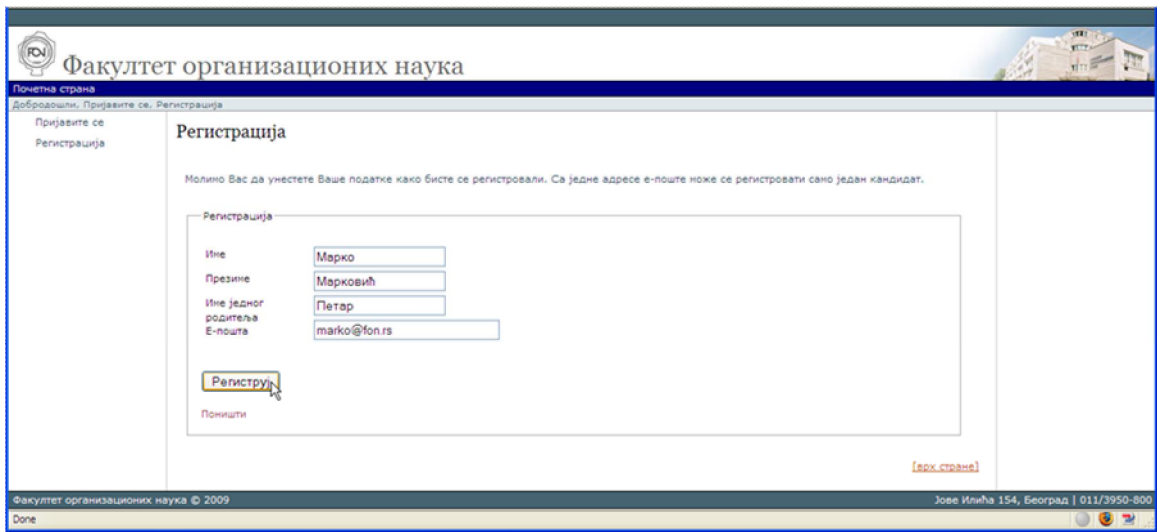 FON
Факултет организационих наука
Почетна страна
Добродошли, Пријавите се, Регистрација
Пријавите се
Регистрација
Регистрација
Молимо Вас да унестете Ваше податке како бисте се регистровали. Са једне адресе е-поште може се регистровати само један кандидат.
Регистрација
Име
Марко
Презиме
Марковић
Име једног
родитеља
Петар
Е-пошта
marko@fon.rs
Региструј
Поништи
[врх стране]
Факултет организационих наука © 2009
Јове Илића 154, Београд | 011/3950-800
Done